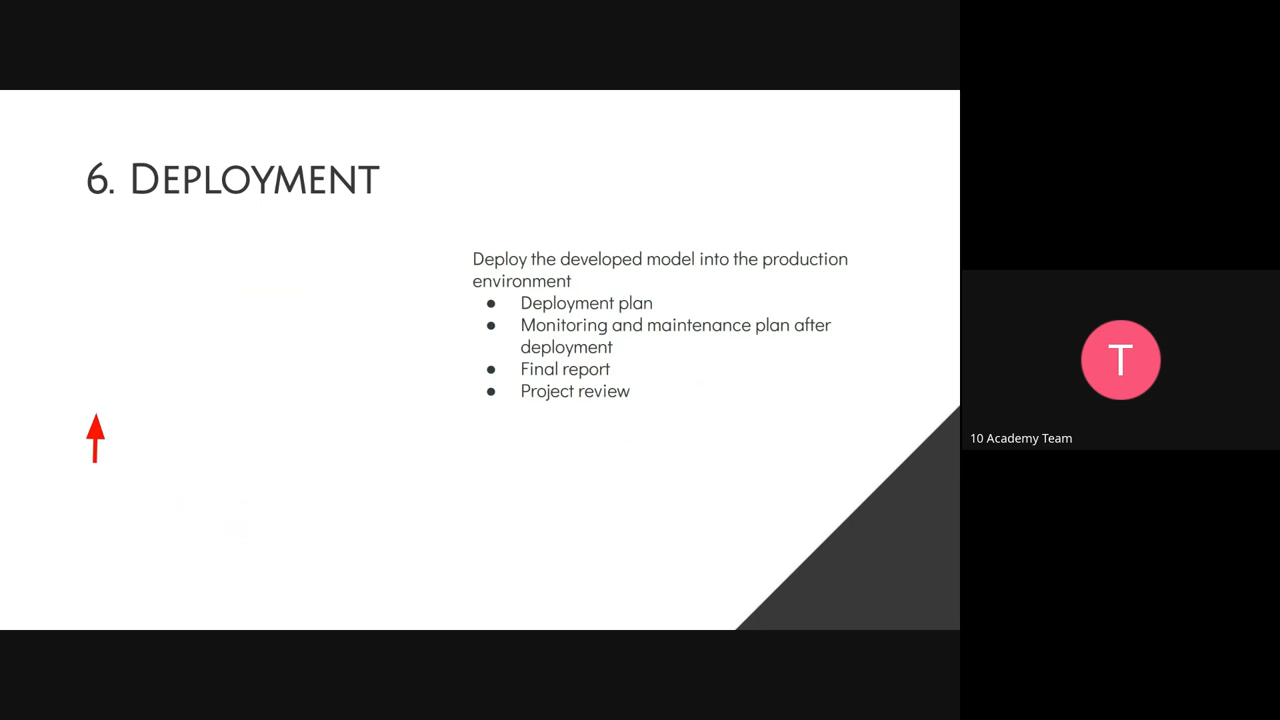 6. DEPLOYMENT
Deploy the developed model into the production
environment
● Deployment plan
● Monitoring and maintenance plan after
deployment
● Final report
● Project review
T
10 Academy Team